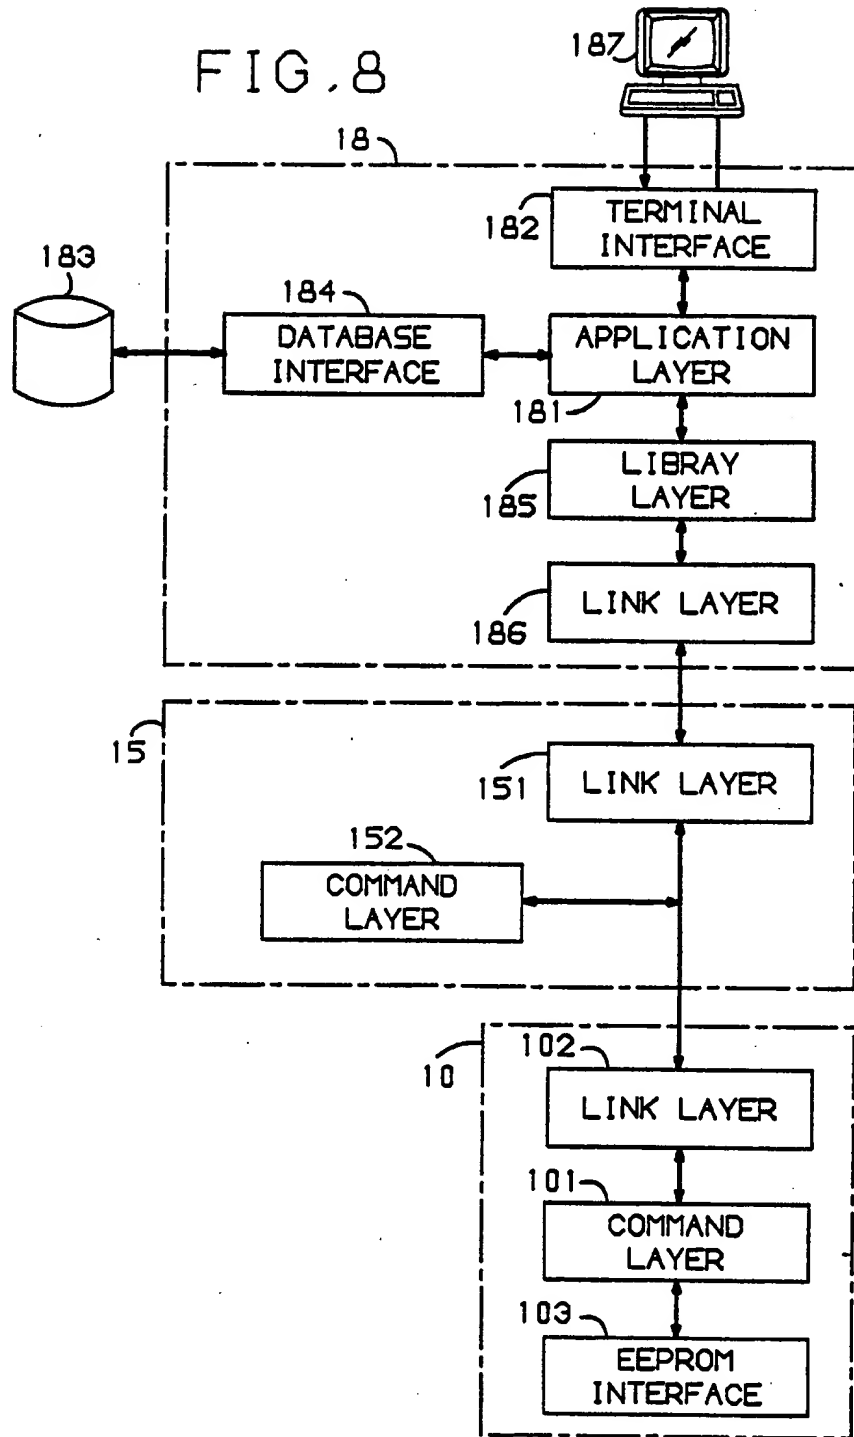 FIG.8
187
18
182
TERMINAL
INTERFACE
183
184
DATABASE
INTERFACE
APPLICATION
LAYER
181
LIBRAY
LAYER
185
LINK LAYER
186
15
LINK LAYER
151
152
COMMAND
LAYER
10
102
LINK LAYER
101
COMMAND
LAYER
103
EEPROM
INTERFACE